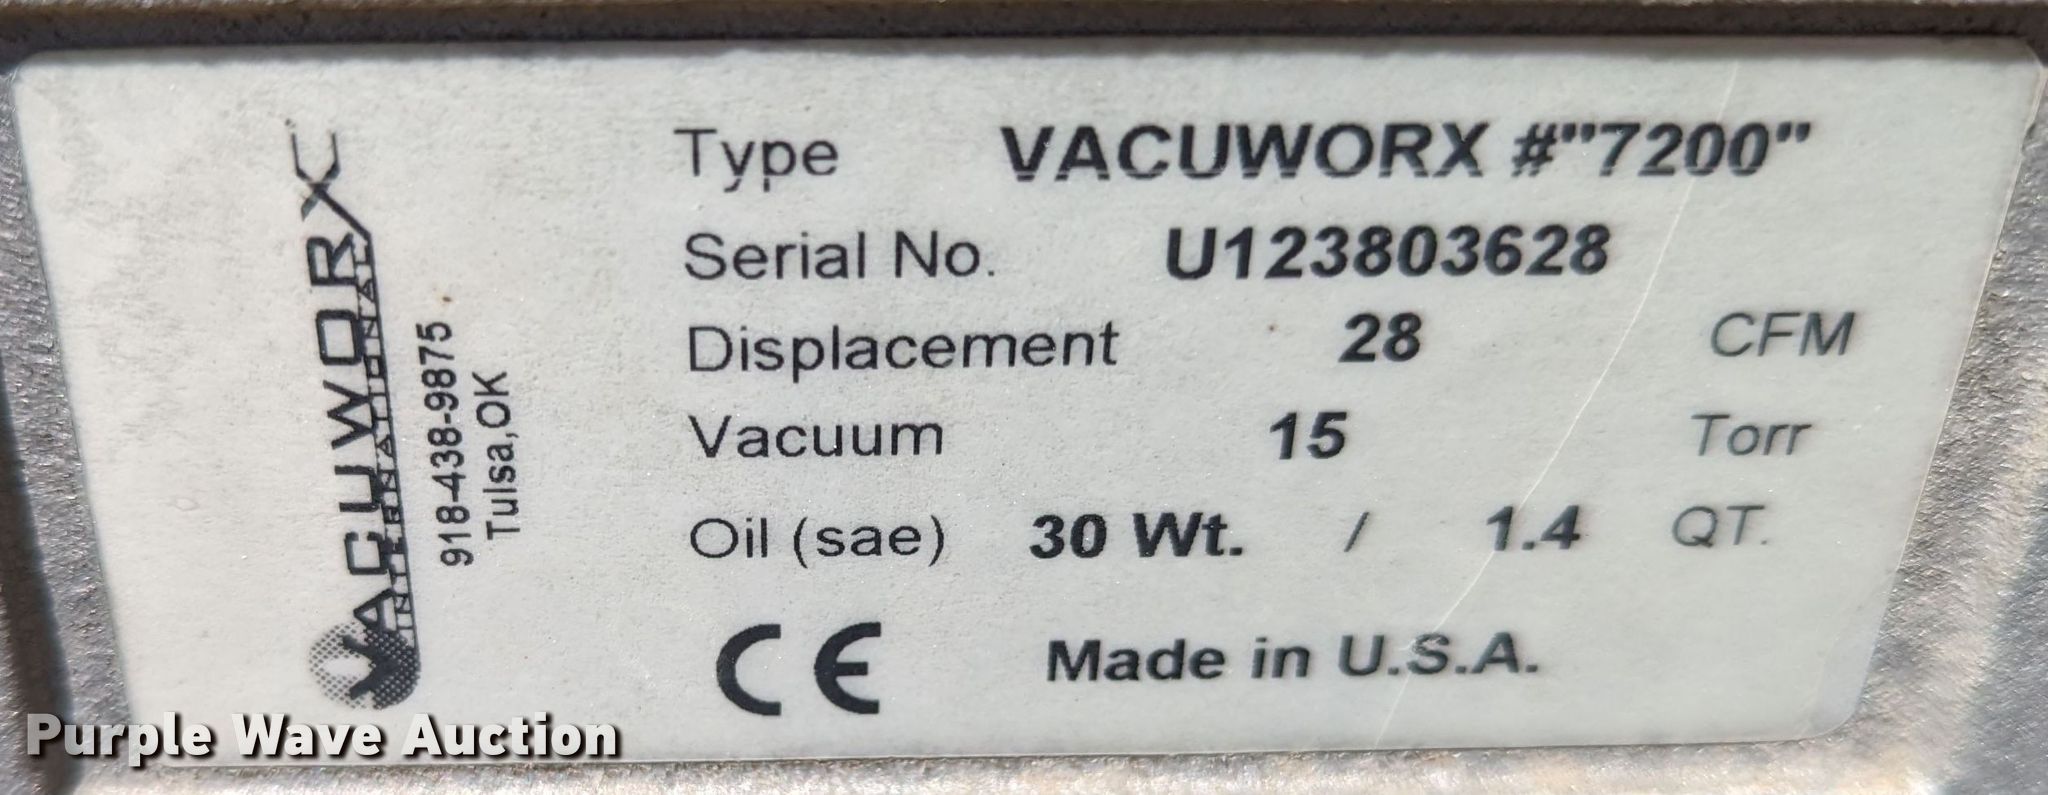 VACUWORX
INTERNATIONAL
918-438-9875
Tulsa,OK
Type VACUWORX #"7200"
Serial No. U123803628
Displacement 28 CFM
Vacuum 15 Torr
Oil (sae) 30 Wt. / 1.4 QT.
CE Made in U.S.A.
Purple Wave Auction